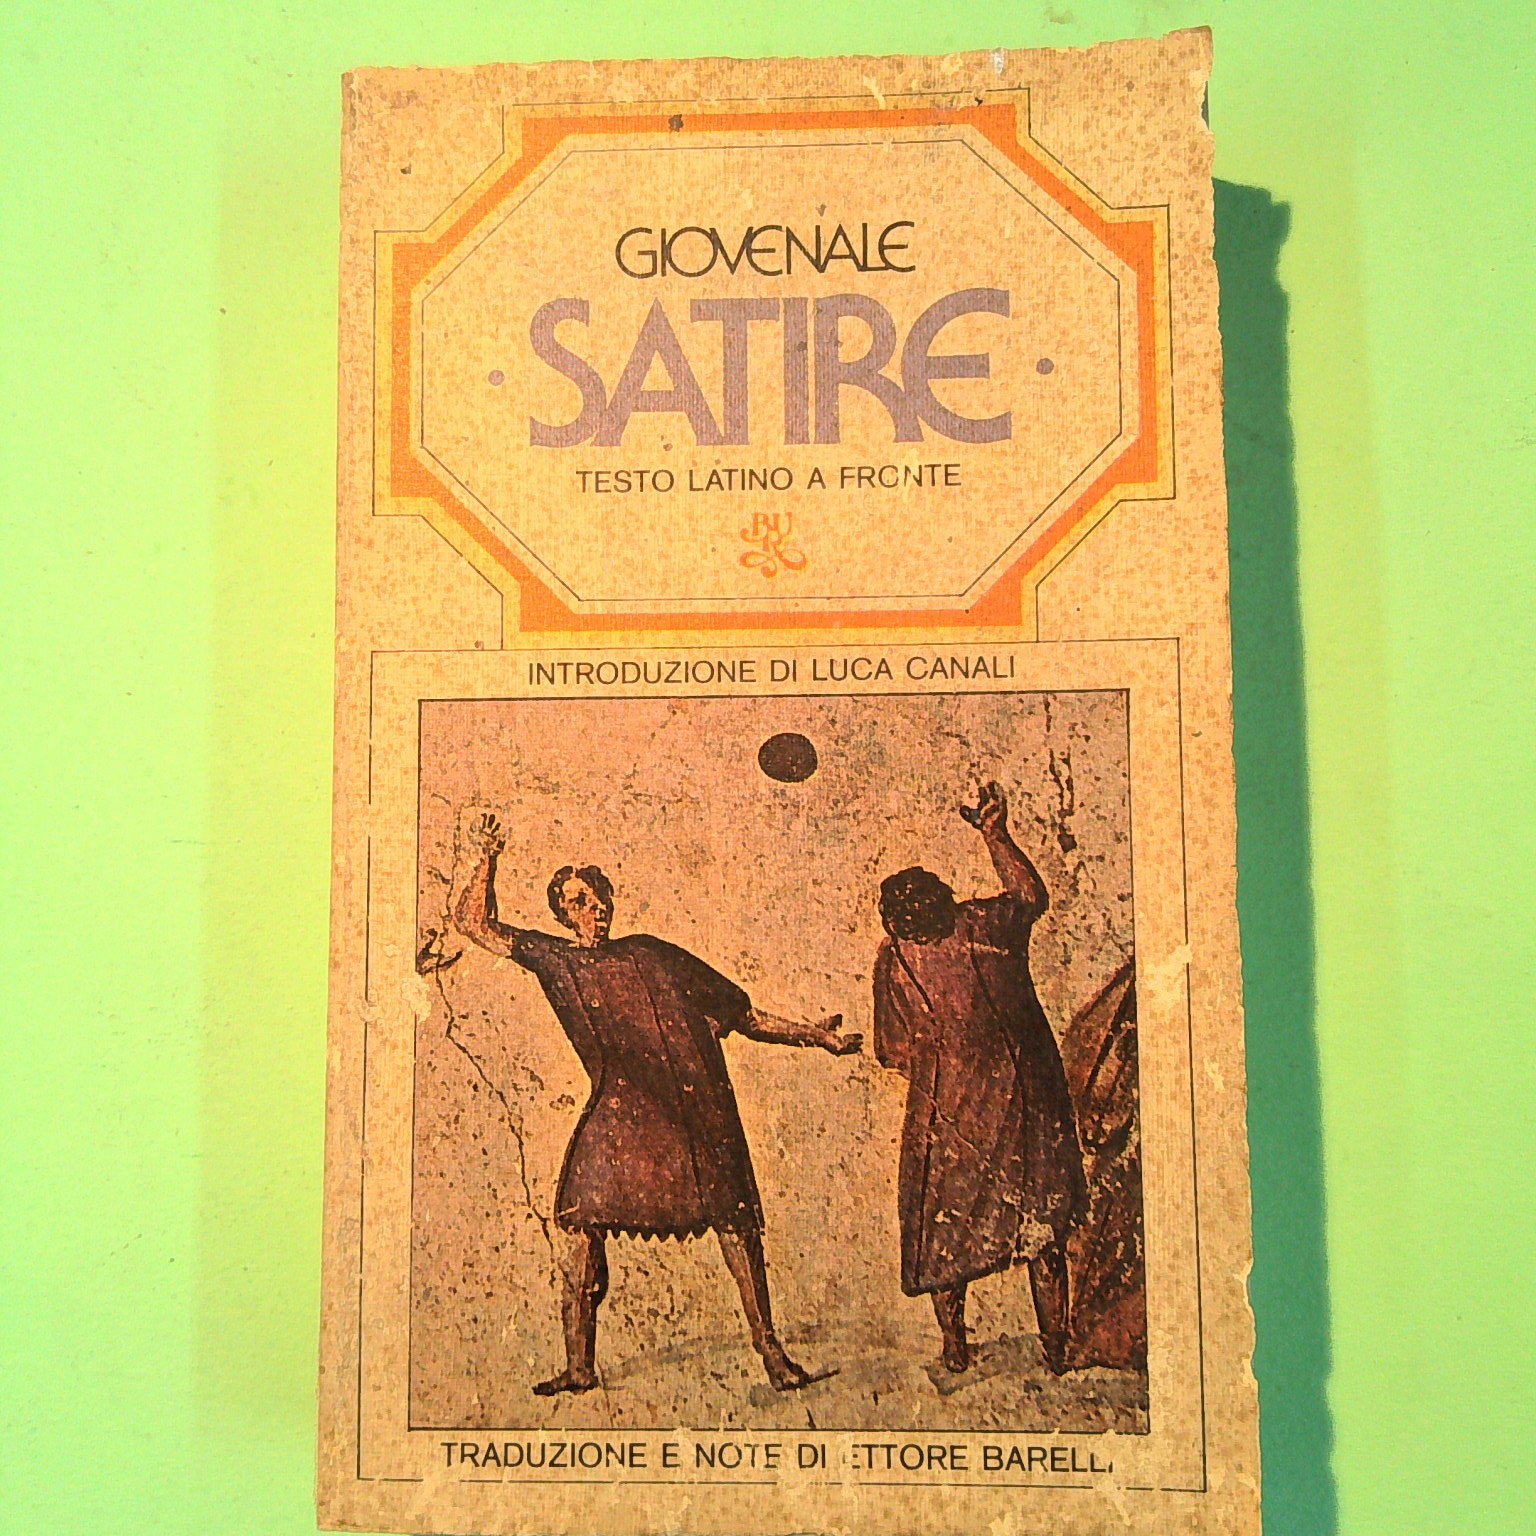 GIOVENALE
·SATIRE·
TESTO LATINO A FRONTE
BUR
INTRODUZIONE DI LUCA CANALI
TRADUZIONE E NOTE DI ETTORE BARELLI